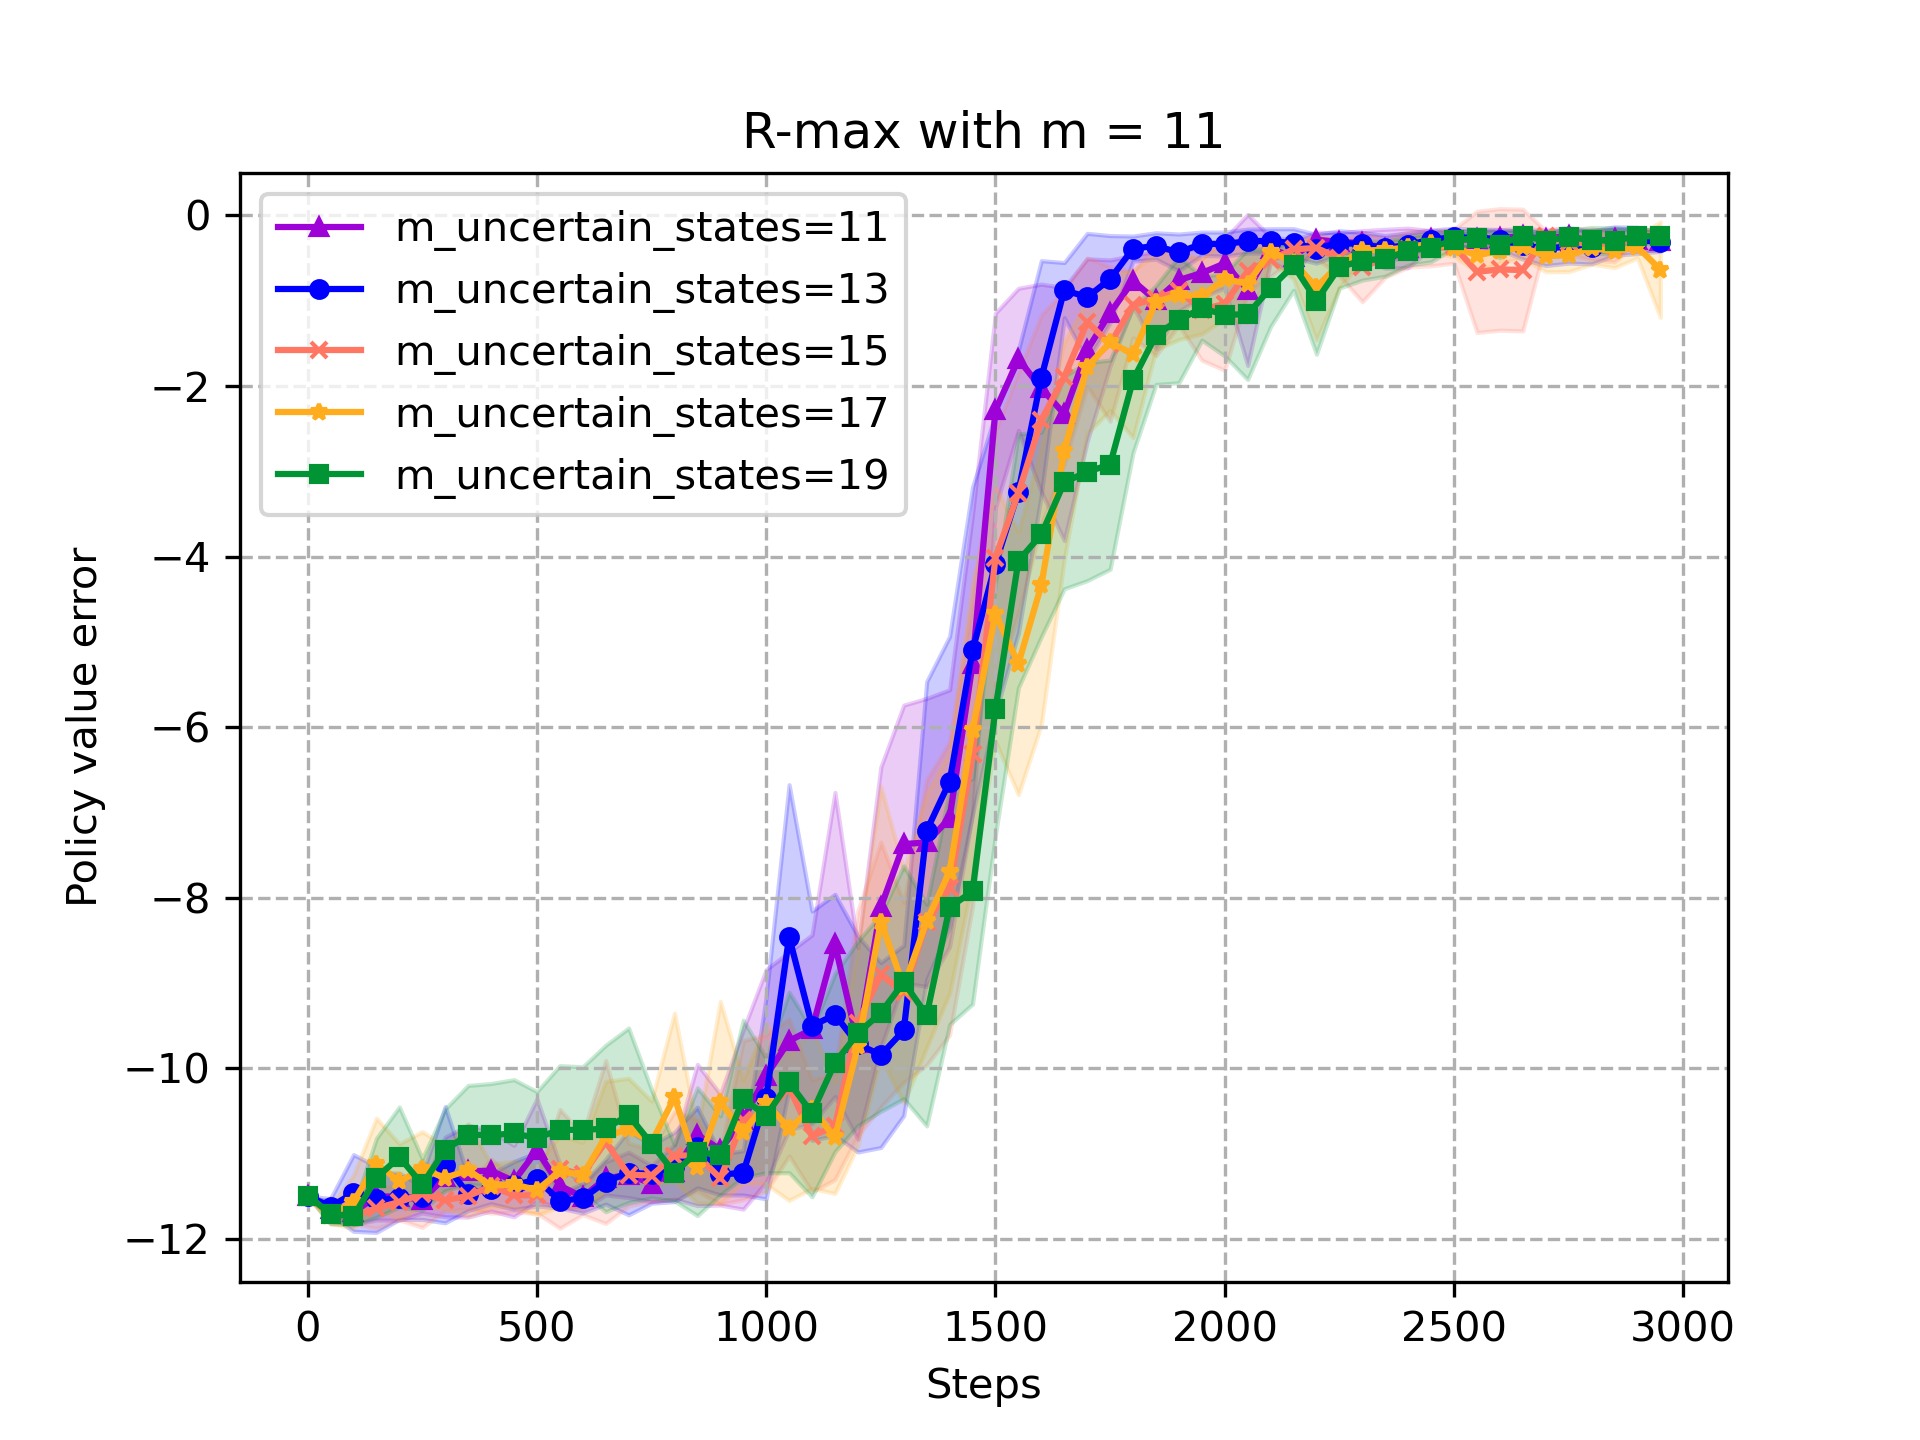 R-max with m = 11
m_uncertain_states=11
m_uncertain_states=13
m_uncertain_states=15
m_uncertain_states=17
m_uncertain_states=19
Policy value error
0
−2
−4
−6
−8
−10
−12
0 500 1000 1500 2000 2500 3000
Steps